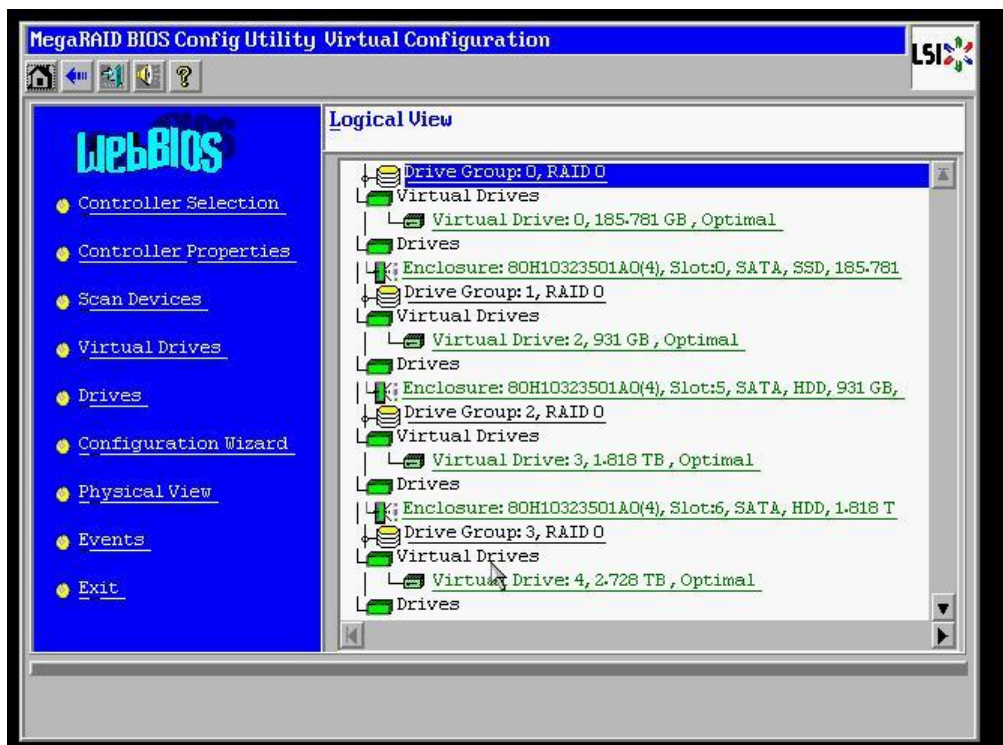 MegaRAID BIOS Config Utility Virtual Configuration
LSI
WebBIOS
Controller Selection
Controller Properties
Scan Devices
Virtual Drives
Drives
Configuration Wizard
Physical View
Events
Exit
Logical View
Drive Group: 0, RAID 0
Virtual Drives
Virtual Drive: 0, 185.781 GB, Optimal
Drives
Enclosure: 80H10323501A0(4), Slot:0, SATA, SSD, 185.781
Drive Group: 1, RAID 0
Virtual Drives
Virtual Drive: 2, 931 GB, Optimal
Drives
Enclosure: 80H10323501A0(4), Slot:5, SATA, HDD, 931 GB,
Drive Group: 2, RAID 0
Virtual Drives
Virtual Drive: 3, 1.818 TB, Optimal
Drives
Enclosure: 80H10323501A0(4), Slot:6, SATA, HDD, 1.818 T
Drive Group: 3, RAID 0
Virtual Drives
Virtual Drive: 4, 2.728 TB, Optimal
Drives